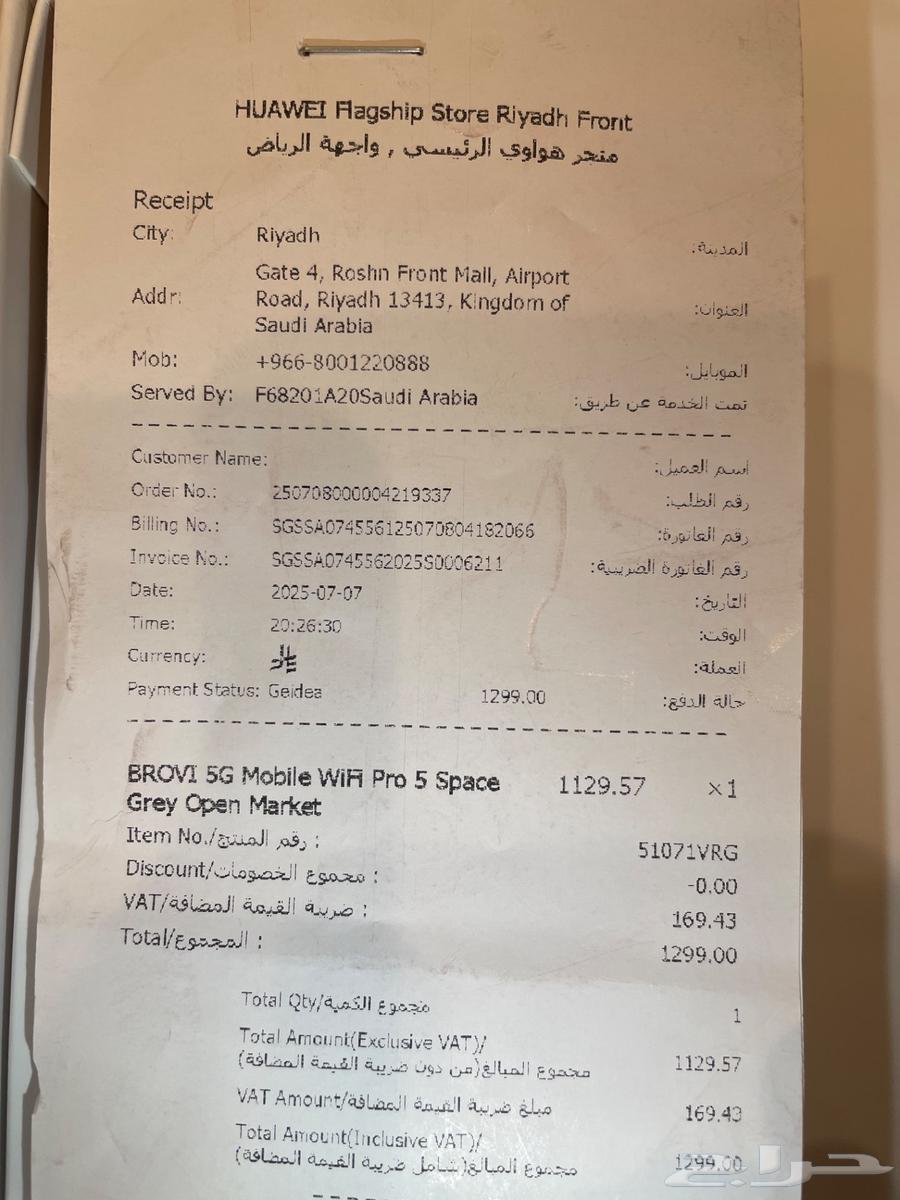 HUAWEI Flagship Store Riyadh Front
متجر هواوي الرئيسي , واجهة الرياض
Receipt
City: Riyadh المدينة:
Addr: Gate 4, Roshn Front Mall, Airport Road, Riyadh 13413, Kingdom of Saudi Arabia العنوان:
Mob: +966-8001220888 الموبايل:
Served By: F68201A20Saudi Arabia تمت الخدمة عن طريق:
Customer Name: اسم العميل:
Order No.: 250708000004219337 رقم الطلب:
Billing No.: SGSSA074556125070804182066 رقم الفاتورة:
Invoice No.: SGSSA0745562025S0006211 رقم الفاتورة الضريبية:
Date: 2025-07-07 التاريخ:
Time: 20:26:30 الوقت:
Currency: العملة:
Payment Status: Geidea 1299.00 حالة الدفع:
BROVI 5G Mobile WiFi Pro 5 Space 1129.57 ×1
Grey Open Market
Item No./رقم المنتج : 51071VRG
Discount/مجموع الخصومات : -0.00
VAT/ضريبة القيمة المضافة : 169.43
Total/المجموع : 1299.00
Total Qty/مجموع الكمية 1
Total Amount(Exclusive VAT)/
مجموع المبالغ(من دون ضريبة القيمة المضافة) 1129.57
VAT Amount/مبلغ ضريبة القيمة المضافة 169.43
Total Amount(Inclusive VAT)/
مجموع المبالغ(شامل ضريبة القيمة المضافة) 1299.00
حراج